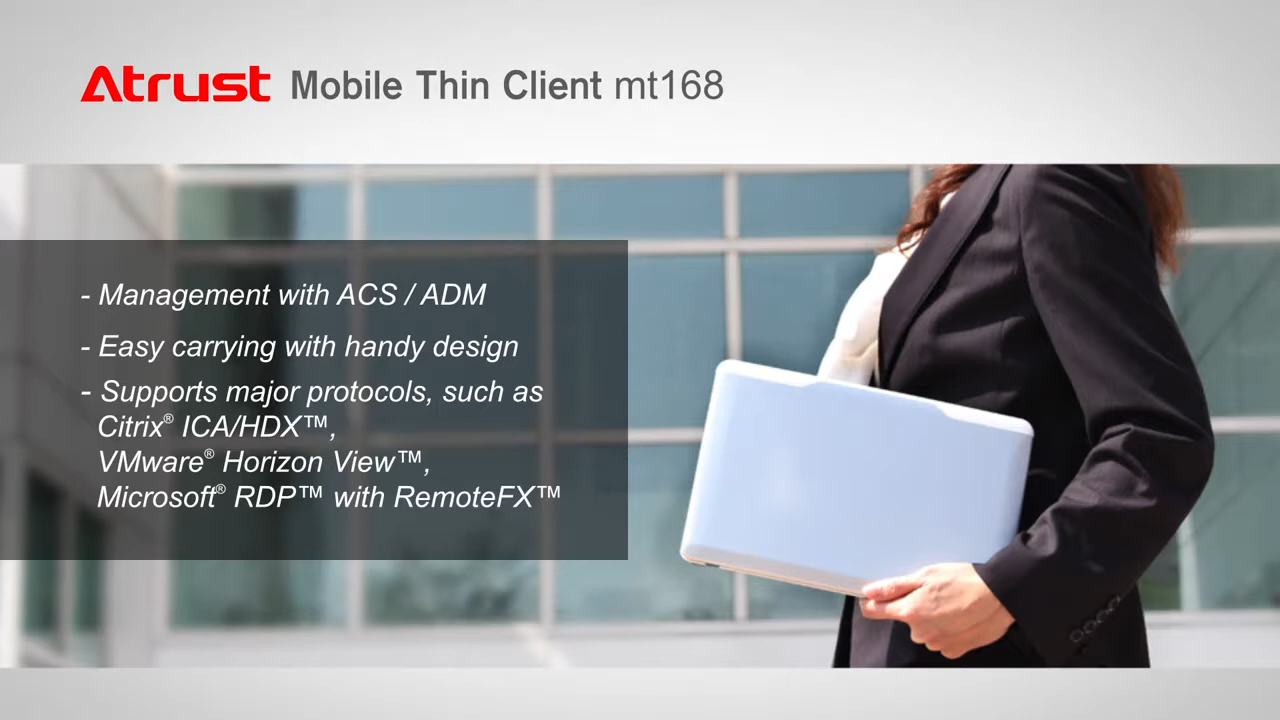 Atrust Mobile Thin Client mt168
- Management with ACS / ADM
- Easy carrying with handy design
- Supports major protocols, such as
Citrix® ICA/HDX™,
VMware® Horizon View™,
Microsoft® RDP™ with RemoteFX™